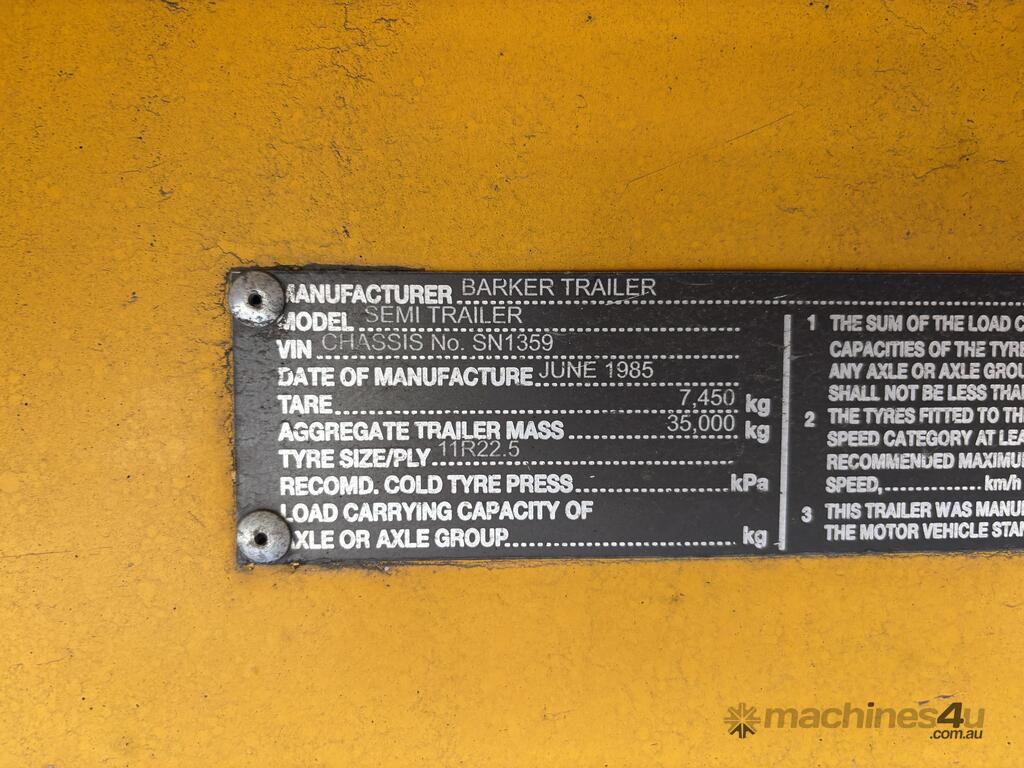 MANUFACTURER BARKER TRAILER
MODEL SEMI TRAILER
VIN CHASSIS No. SN1359
DATE OF MANUFACTURE JUNE 1985
TARE 7,450 kg
AGGREGATE TRAILER MASS 35,000 kg
TYRE SIZE/PLY 11R22.5
RECOMD. COLD TYRE PRESS kPa
LOAD CARRYING CAPACITY OF
AXLE OR AXLE GROUP kg
1 THE SUM OF THE LOAD C
CAPACITIES OF THE TYRE
ANY AXLE OR AXLE GROU
SHALL NOT BE LESS THA
2 THE TYRES FITTED TO TH
SPEED CATEGORY AT LEA
RECOMMENDED MAXIMU
SPEED, km/h
3 THIS TRAILER WAS MANU
THE MOTOR VEHICLE STA
machines4u
.com.au